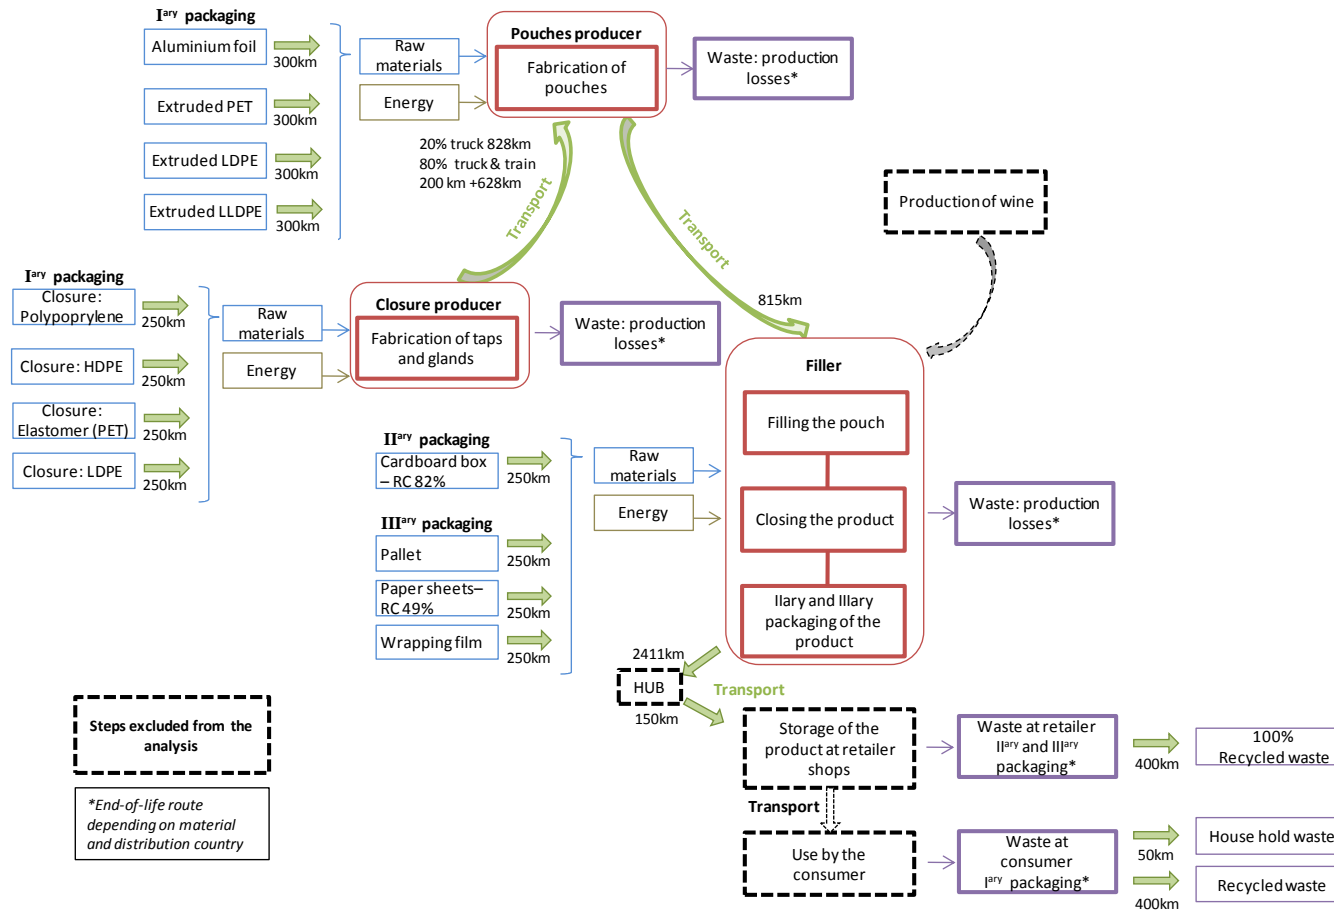 Iary packaging
Aluminium foil
300km
Extruded PET
300km
Extruded LDPE
300km
Extruded LLDPE
300km
Raw
materials
Energy
Pouches producer
Fabrication of
pouches
Waste: production
losses*
20% truck 828km
80% truck & train
200 km +628km
Transport
Transport
815km
Production of wine
Iary packaging
Closure:
Polypoprylene
250km
Closure: HDPE
250km
Closure:
Elastomer (PET)
250km
Closure: LDPE
250km
Raw
materials
Energy
Closure producer
Fabrication of taps
and glands
Waste: production
losses*
IIary packaging
Cardboard box
– RC 82%
250km
IIIary packaging
Pallet
250km
Paper sheets–
RC 49%
250km
Wrapping film
250km
Raw
materials
Energy
Filler
Filling the pouch
Closing the product
IIary and IIIary
packaging of the
product
Waste: production
losses*
2411km
HUB
150km
Transport
Storage of the
product at retailer
shops
Waste at retailer
IIary and IIIary
packaging*
400km
100%
Recycled waste
Transport
Use by the
consumer
Waste at
consumer
Iary packaging*
50km
House hold waste
400km
Recycled waste
Steps excluded from the
analysis
*End-of-life route
depending on material
and distribution country